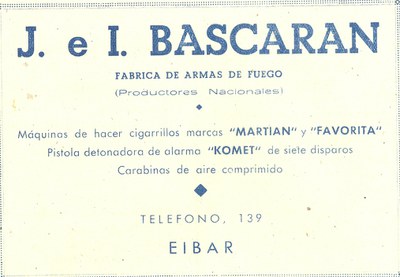 J. e I. BASCARAN
FABRICA DE ARMAS DE FUEGO
(Productores Nacionales)
Máquinas de hacer cigarrillos marcas "MARTIAN" y "FAVORITA"
Pistola detonadora de alarma "KOMET" de siete disparos
Carabinas de aire comprimido
TELEFONO, 139
EIBAR